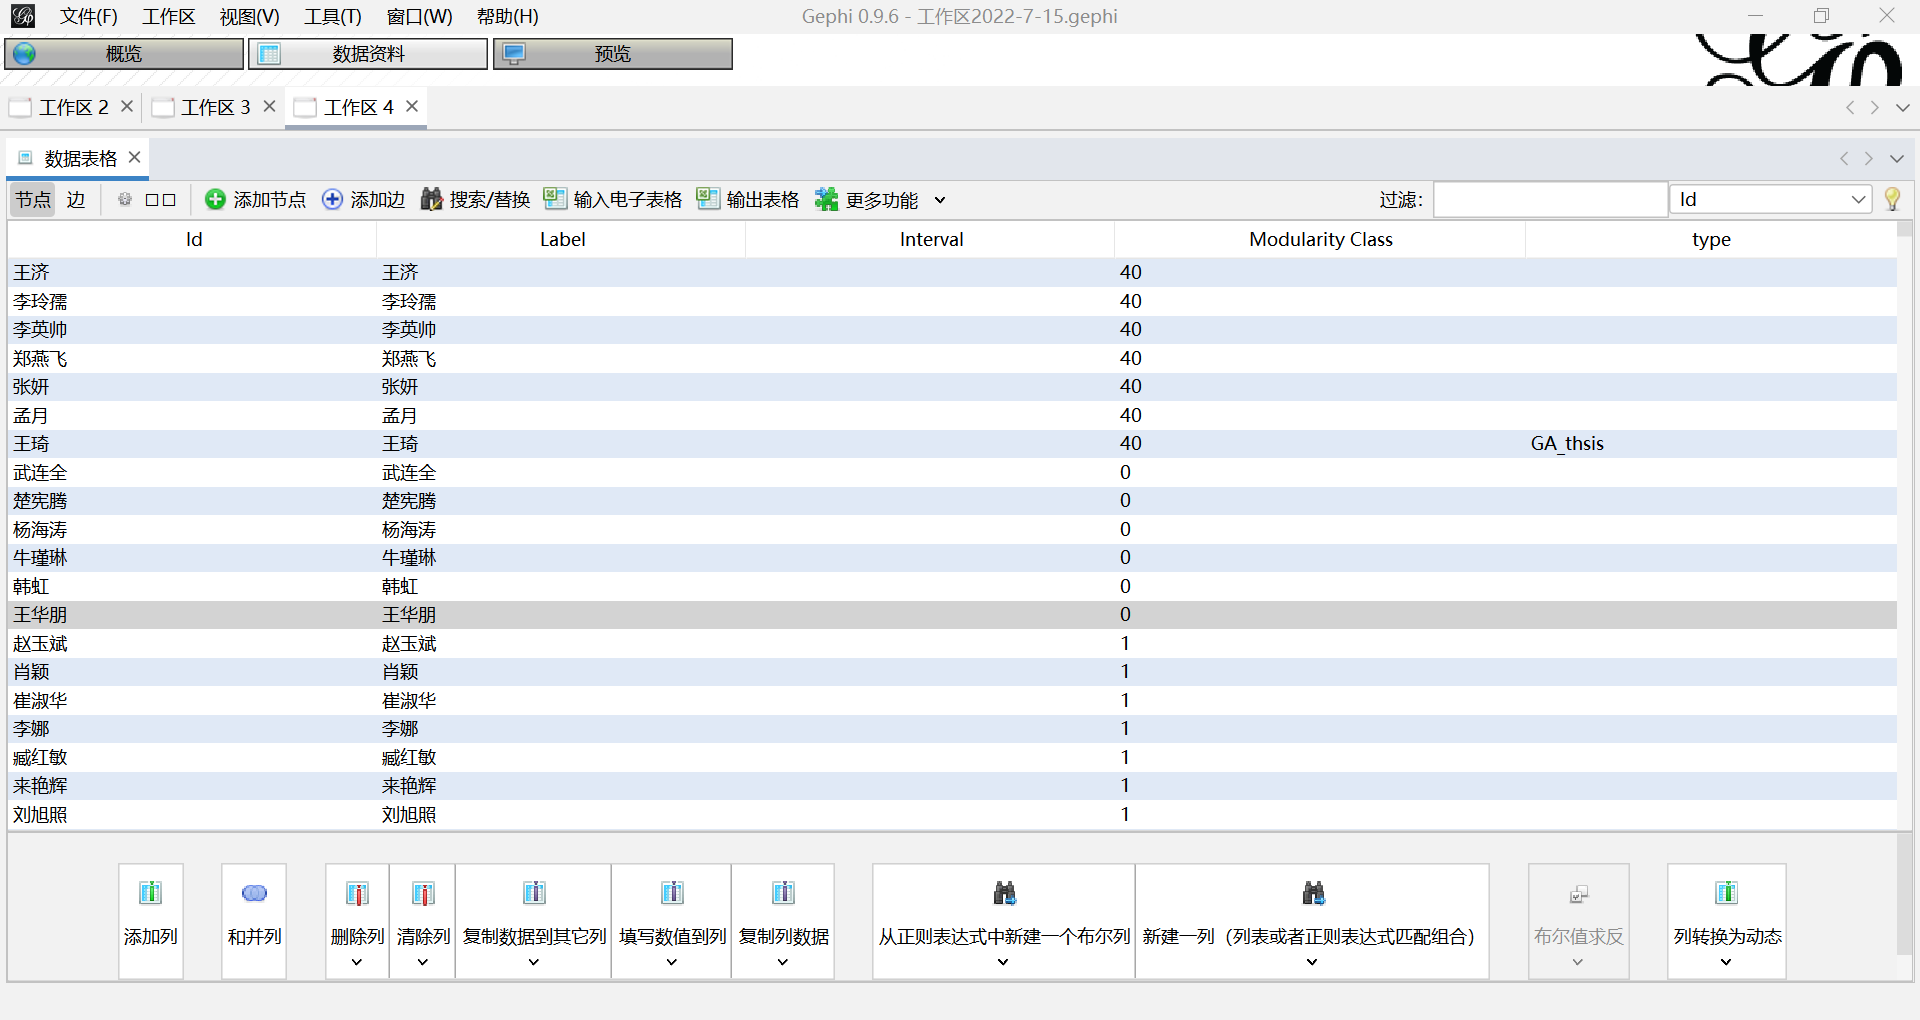 文件(F) 工作区 视图(V) 工具(T) 窗口(W) 帮助(H) Gephi 0.9.6 - 工作区2022-7-15.gephi
概览 数据资料 预览
工作区 2 工作区 3 工作区 4
数据表格
节点 边 添加节点 添加边 搜索/替换 输入电子表格 输出表格 更多功能 过滤: Id
Id Label Interval Modularity Class type
王济 王济 40
李玲孺 李玲孺 40
李英帅 李英帅 40
郑燕飞 郑燕飞 40
张妍 张妍 40
孟月 孟月 40
王琦 王琦 40 GA_thsis
武连全 武连全 0
楚宪腾 楚宪腾 0
杨海涛 杨海涛 0
牛瑾琳 牛瑾琳 0
韩虹 韩虹 0
王华朋 王华朋 0
赵玉斌 赵玉斌 1
肖颖 肖颖 1
崔淑华 崔淑华 1
李娜 李娜 1
臧红敏 臧红敏 1
来艳辉 来艳辉 1
刘旭照 刘旭照 1
添加列 和并列 删除列 清除列 复制数据到其它列 填写数值到列 复制列数据 从正则表达式中新建一个布尔列 新建一列（列表或者正则表达式匹配组合） 布尔值求反 列转换为动态